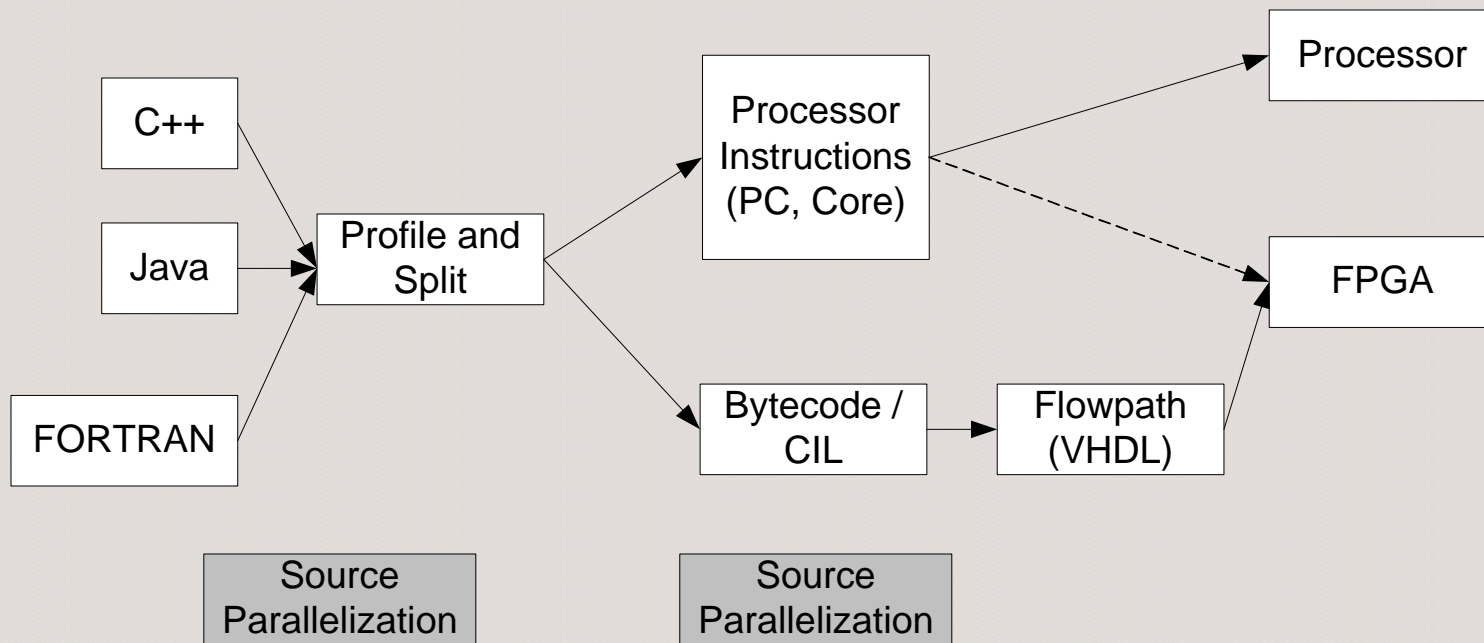 C++
Java
FORTRAN
Profile and
Split
Processor
Instructions
(PC, Core)
Bytecode /
CIL
Flowpath
(VHDL)
Processor
FPGA
Source
Parallelization
Source
Parallelization